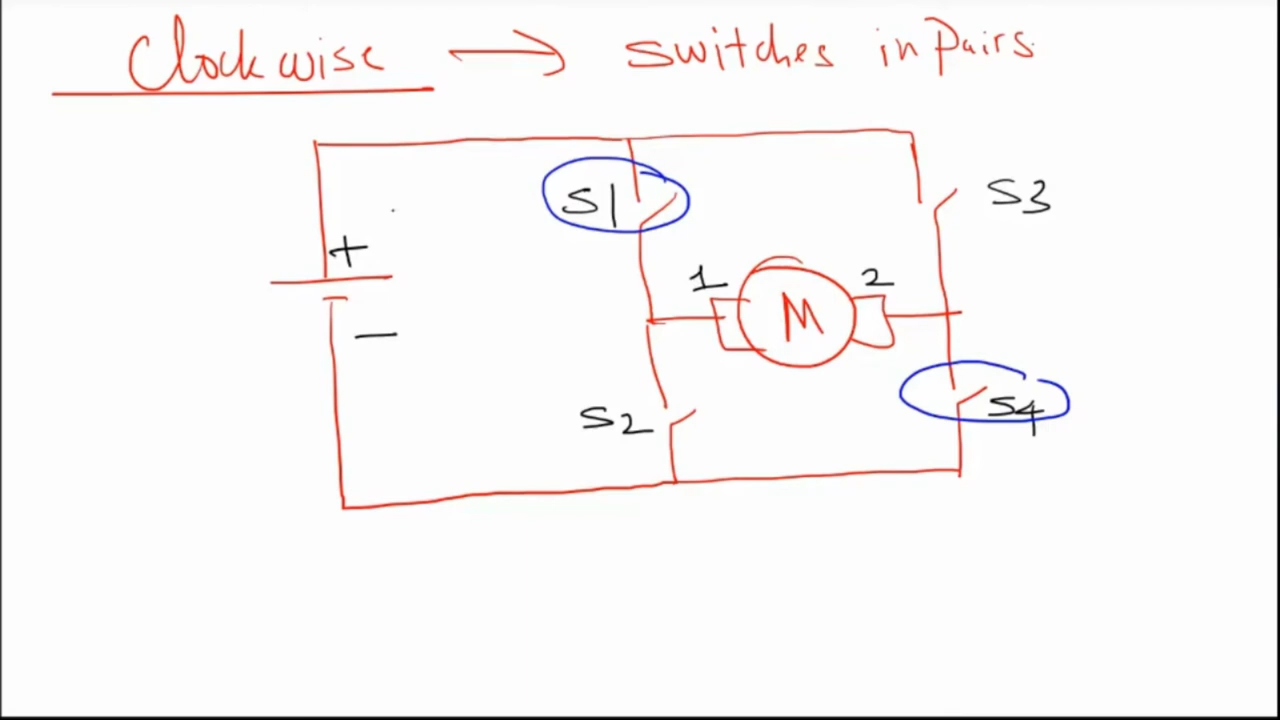 Clockwise → switches in Pairs.
S1
S3
+
1
2
M
−
S2
S4